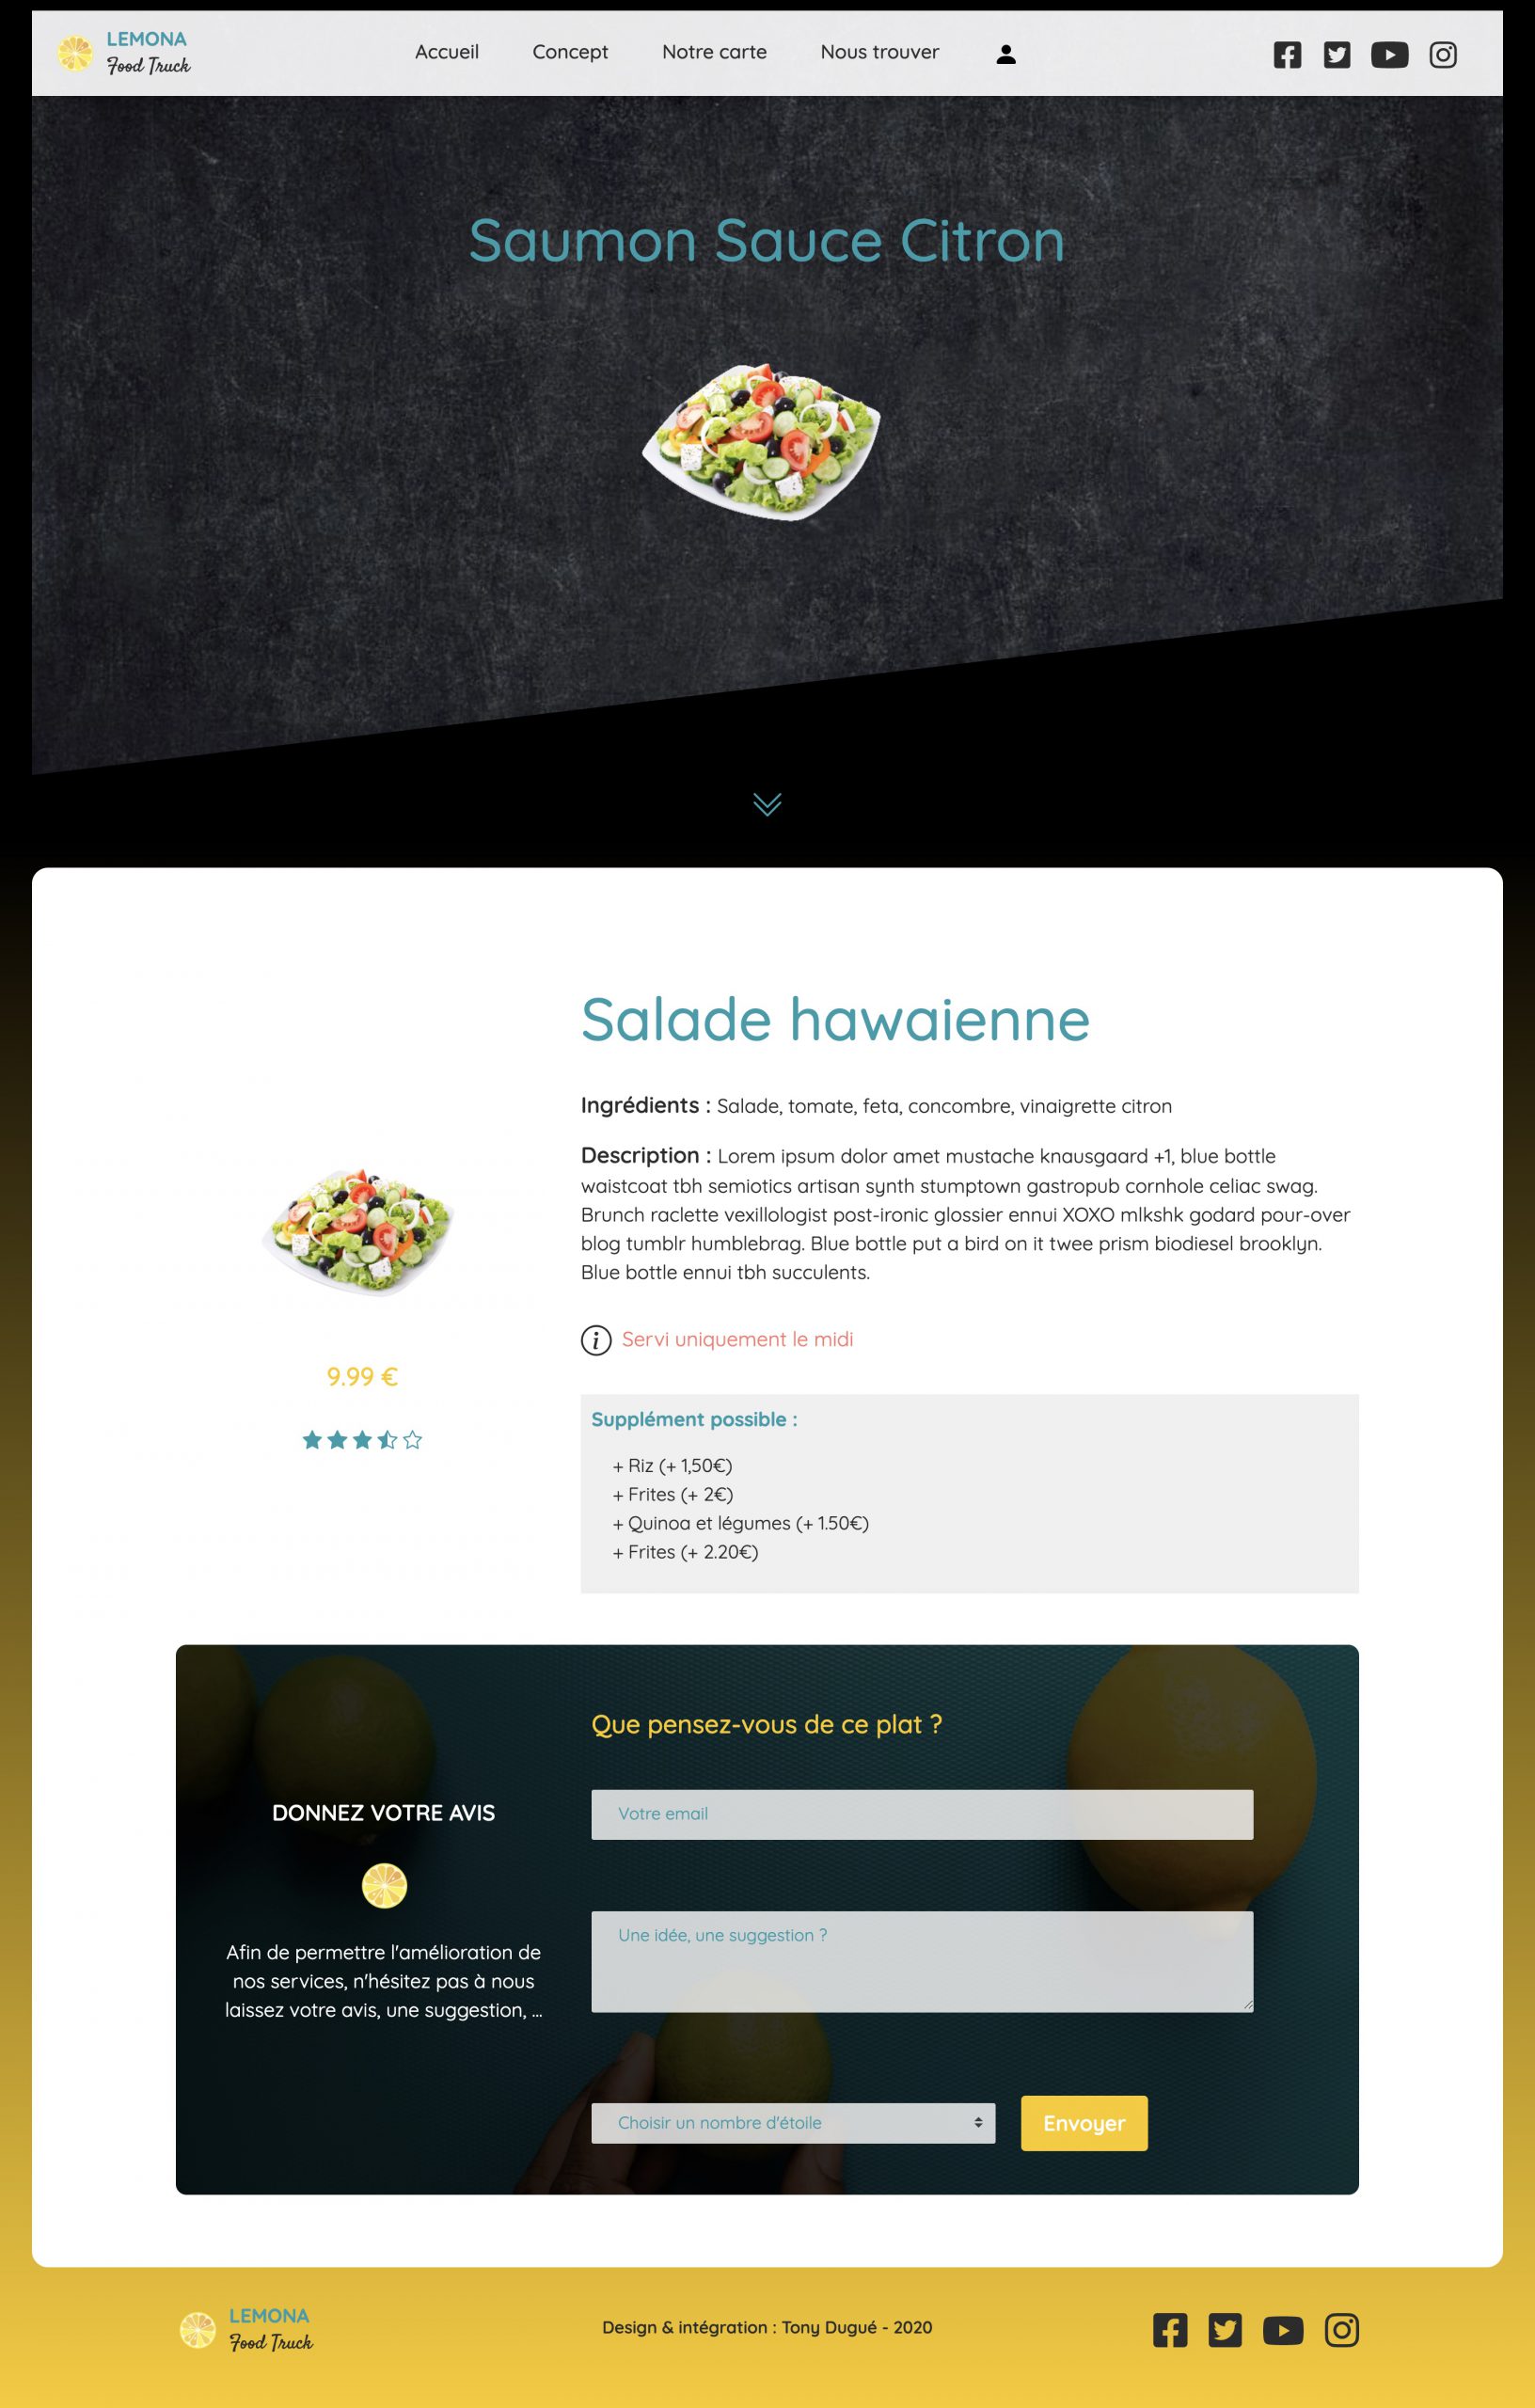 LEMONA
Food Truck
Accueil
Concept
Notre carte
Nous trouver
Saumon Sauce Citron
Salade hawaienne
Ingrédients : Salade, tomate, feta, concombre, vinaigrette citron
Description : Lorem ipsum dolor amet mustache knausgaard +1, blue bottle
waistcoat tbh semiotics artisan synth stumptown gastropub cornhole celiac swag.
Brunch raclette vexillologist post-ironic glossier ennui XOXO mlkshk godard pour-over
blog tumblr humblebrag. Blue bottle put a bird on it twee prism biodiesel brooklyn.
Blue bottle ennui tbh succulents.
Servi uniquement le midi
9.99 €
Supplément possible :
+ Riz (+ 1,50€)
+ Frites (+ 2€)
+ Quinoa et légumes (+ 1.50€)
+ Frites (+ 2.20€)
DONNEZ VOTRE AVIS
Afin de permettre l'amélioration de
nos services, n'hésitez pas à nous
laissez votre avis, une suggestion, ...
Que pensez-vous de ce plat ?
Votre email
Une idée, une suggestion ?
Choisir un nombre d'étoile
Envoyer
LEMONA
Food Truck
Design & intégration : Tony Dugué - 2020